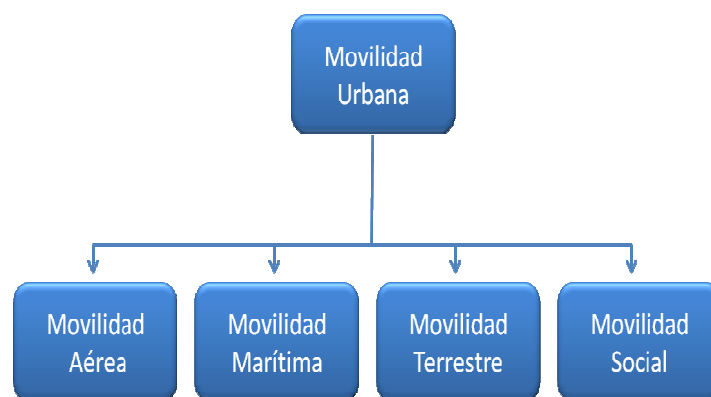 Movilidad
Urbana
Movilidad
Aérea
Movilidad
Marítima
Movilidad
Terrestre
Movilidad
Social